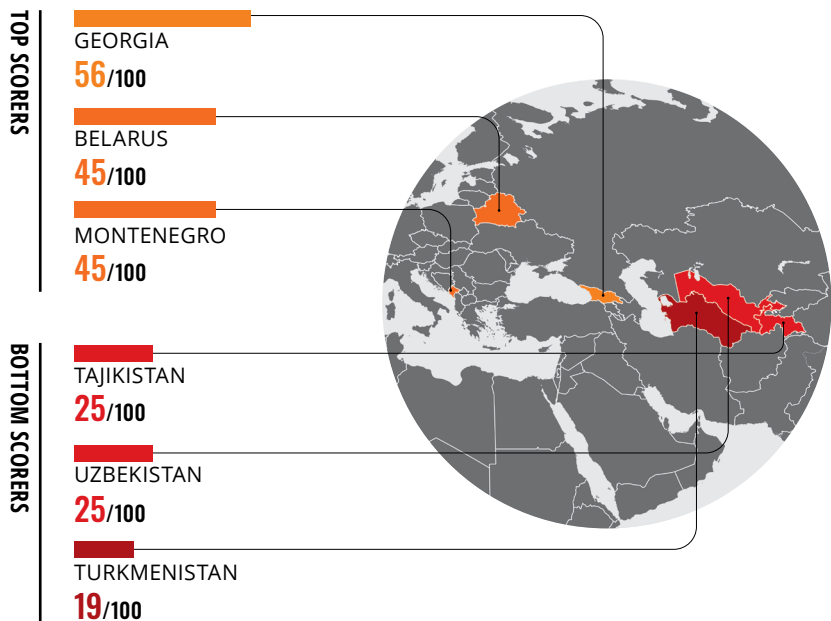 TOP SCORERS
GEORGIA
56/100
BELARUS
45/100
MONTENEGRO
45/100
BOTTOM SCORERS
TAJIKISTAN
25/100
UZBEKISTAN
25/100
TURKMENISTAN
19/100